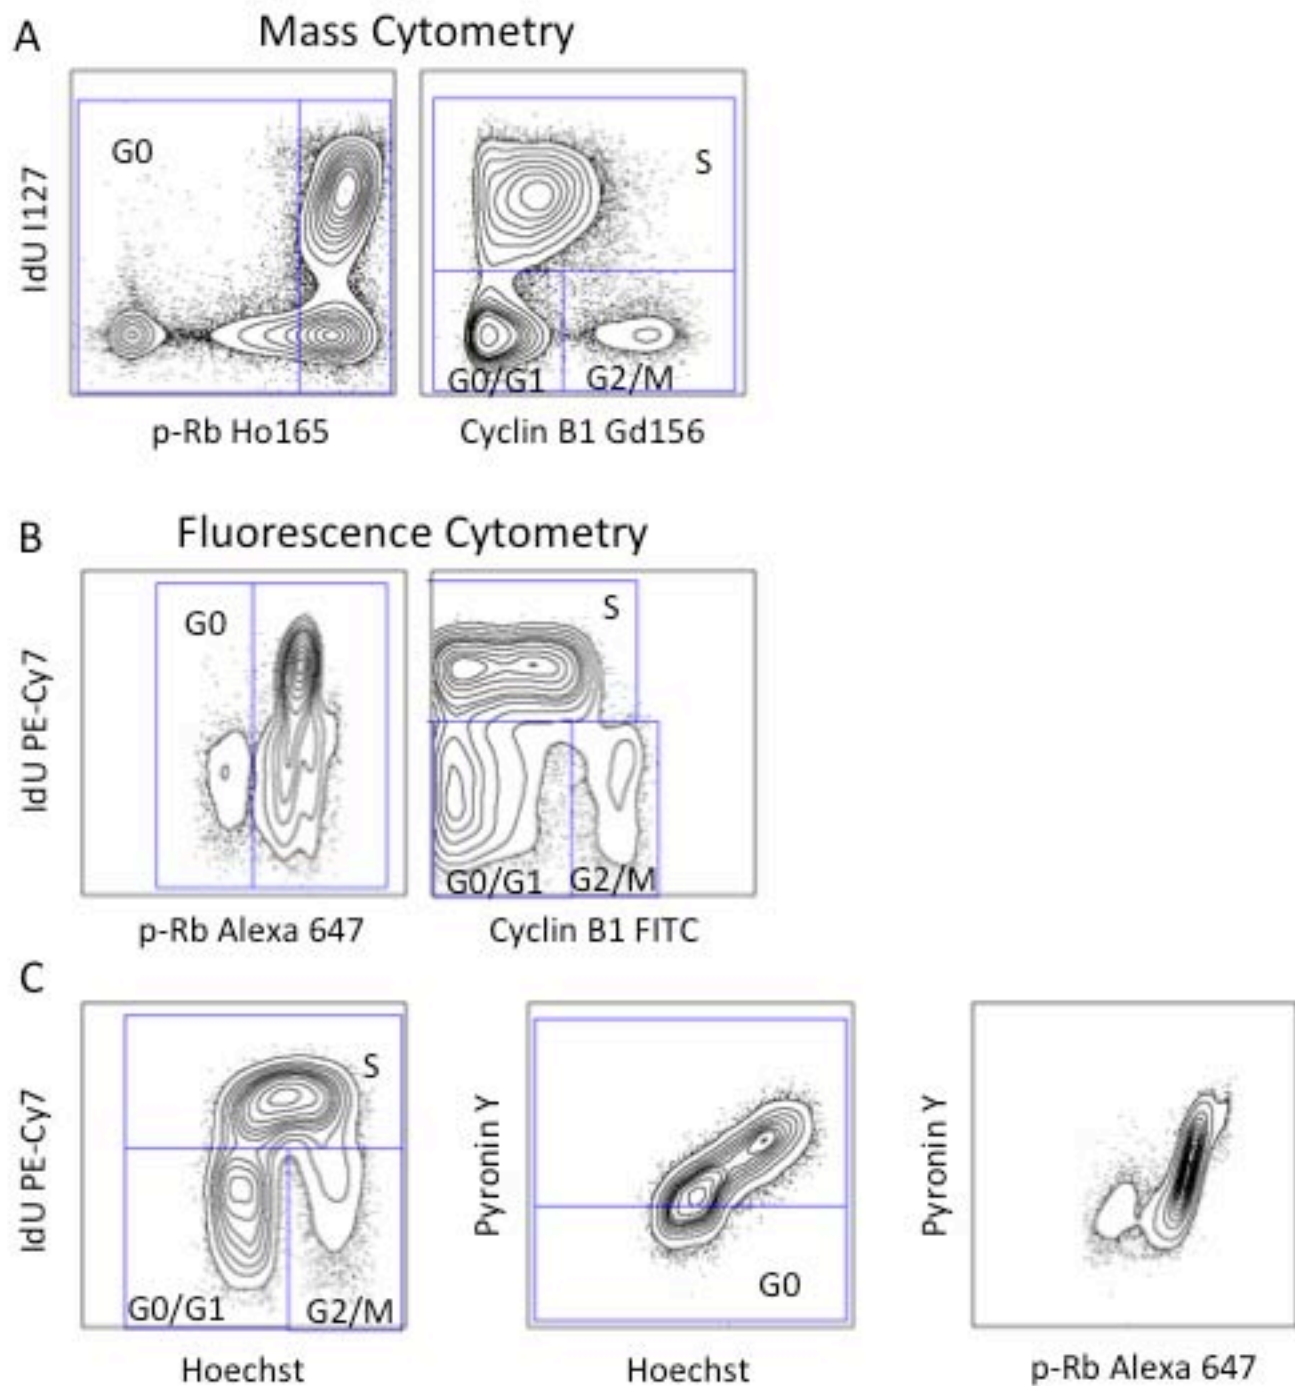 A
Mass Cytometry
G0
S
G0/G1
G2/M
IdU I127
p-Rb Ho165
Cyclin B1 Gd156
B
Fluorescence Cytometry
G0
S
G0/G1
G2/M
IdU PE-Cy7
p-Rb Alexa 647
Cyclin B1 FITC
C
S
G0/G1
G2/M
IdU PE-Cy7
Hoechst
Pyronin Y
G0
Hoechst
Pyronin Y
p-Rb Alexa 647